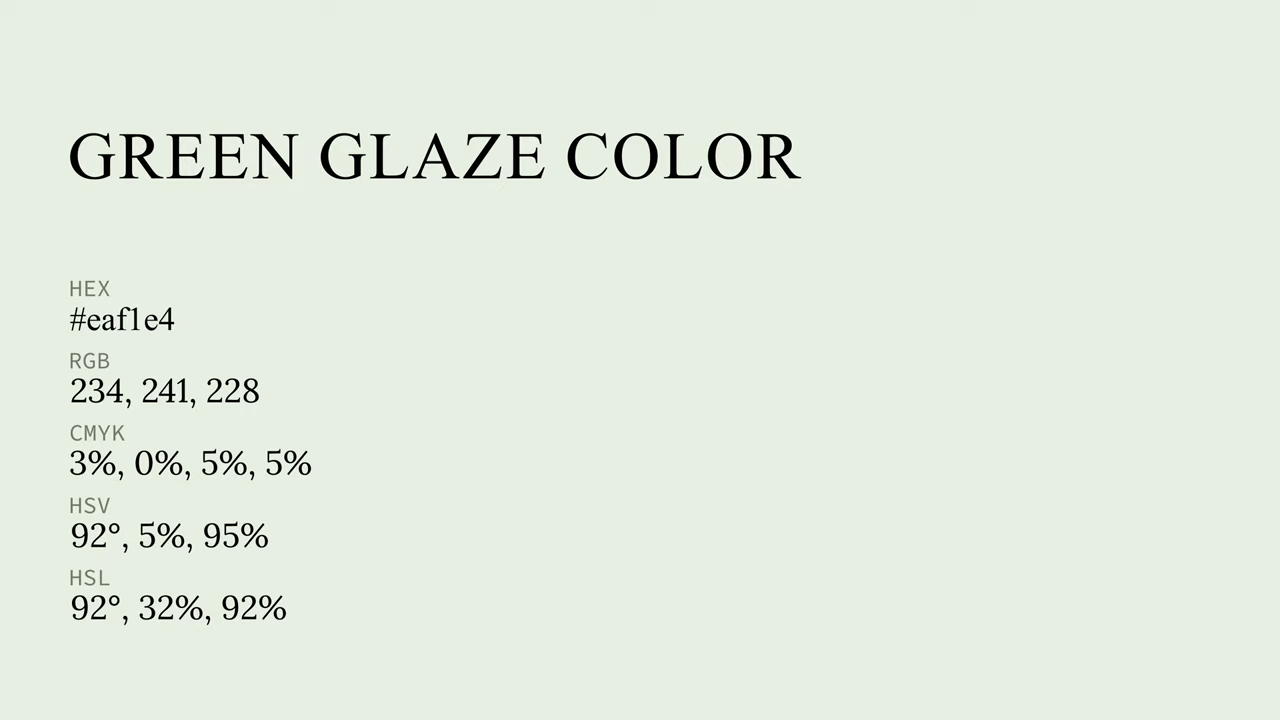 GREEN GLAZE COLOR
HEX
#eaf1e4
RGB
234, 241, 228
CMYK
3%, 0%, 5%, 5%
HSV
92°, 5%, 95%
HSL
92°, 32%, 92%